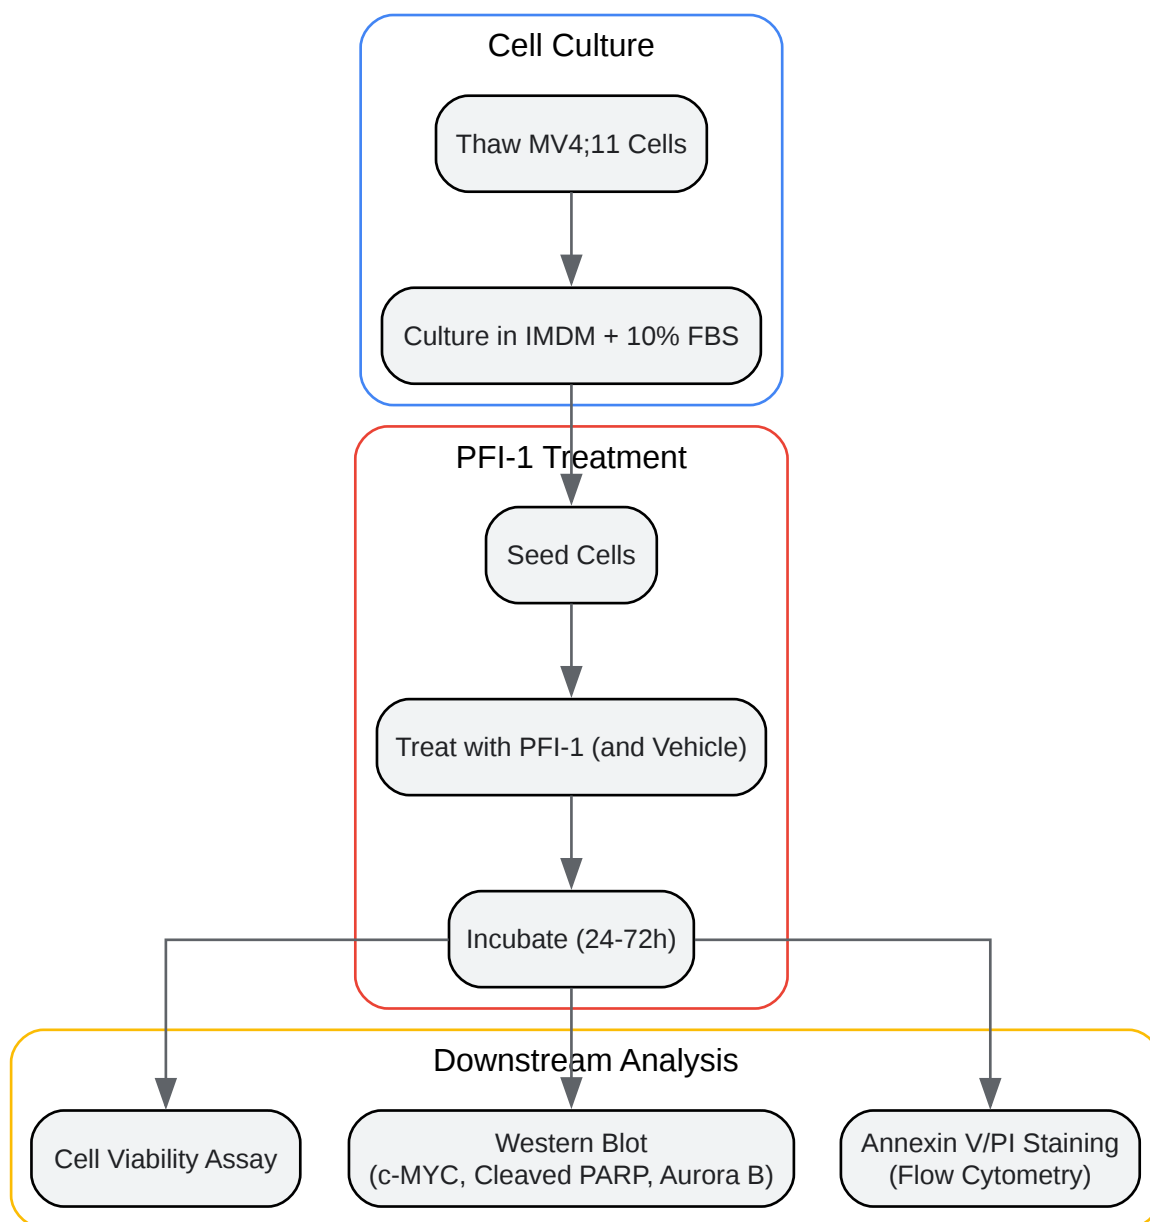 Cell Culture
Thaw MV4;11 Cells
Culture in IMDM + 10% FBS
PFI-1 Treatment
Seed Cells
Treat with PFI-1 (and Vehicle)
Incubate (24-72h)
Downstream Analysis
Cell Viability Assay
Western Blot
(c-MYC, Cleaved PARP, Aurora B)
Annexin V/PI Staining
(Flow Cytometry)